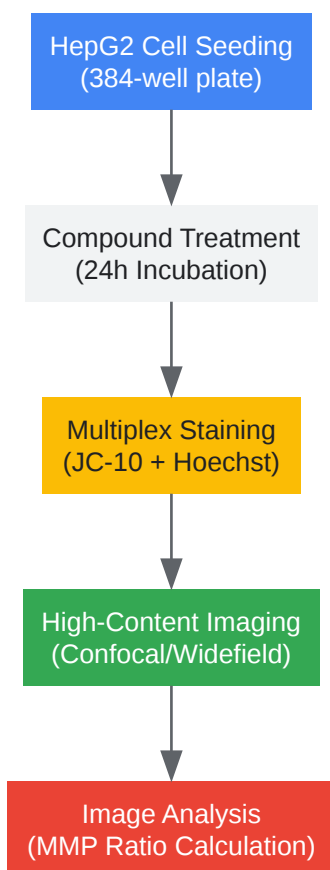 HepG2 Cell Seeding
(384-well plate)
Compound Treatment
(24h Incubation)
Multiplex Staining
(JC-10 + Hoechst)
High-Content Imaging
(Confocal/Widefield)
Image Analysis
(MMP Ratio Calculation)